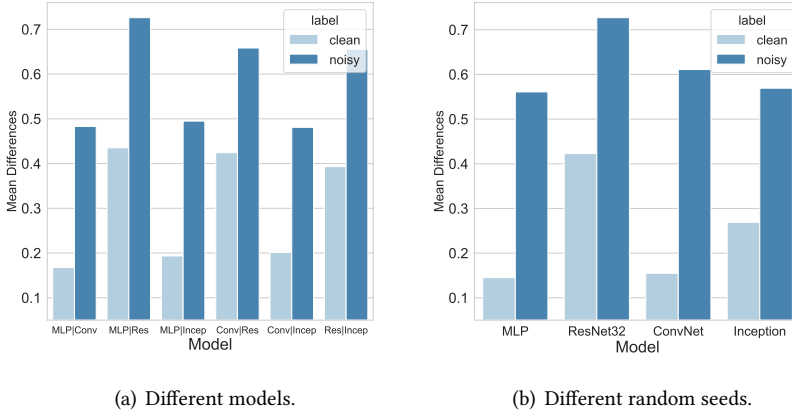 0.7
0.6
0.5
0.4
0.3
0.2
0.1
Mean Differences
label
clean
noisy
MLP|Conv MLP|Res MLP|Incep Conv|Res Conv|Incep Res|Incep
Model
(a) Different models.
0.7
0.6
0.5
0.4
0.3
0.2
0.1
Mean Differences
label
clean
noisy
MLP ResNet32 ConvNet Inception
Model
(b) Different random seeds.